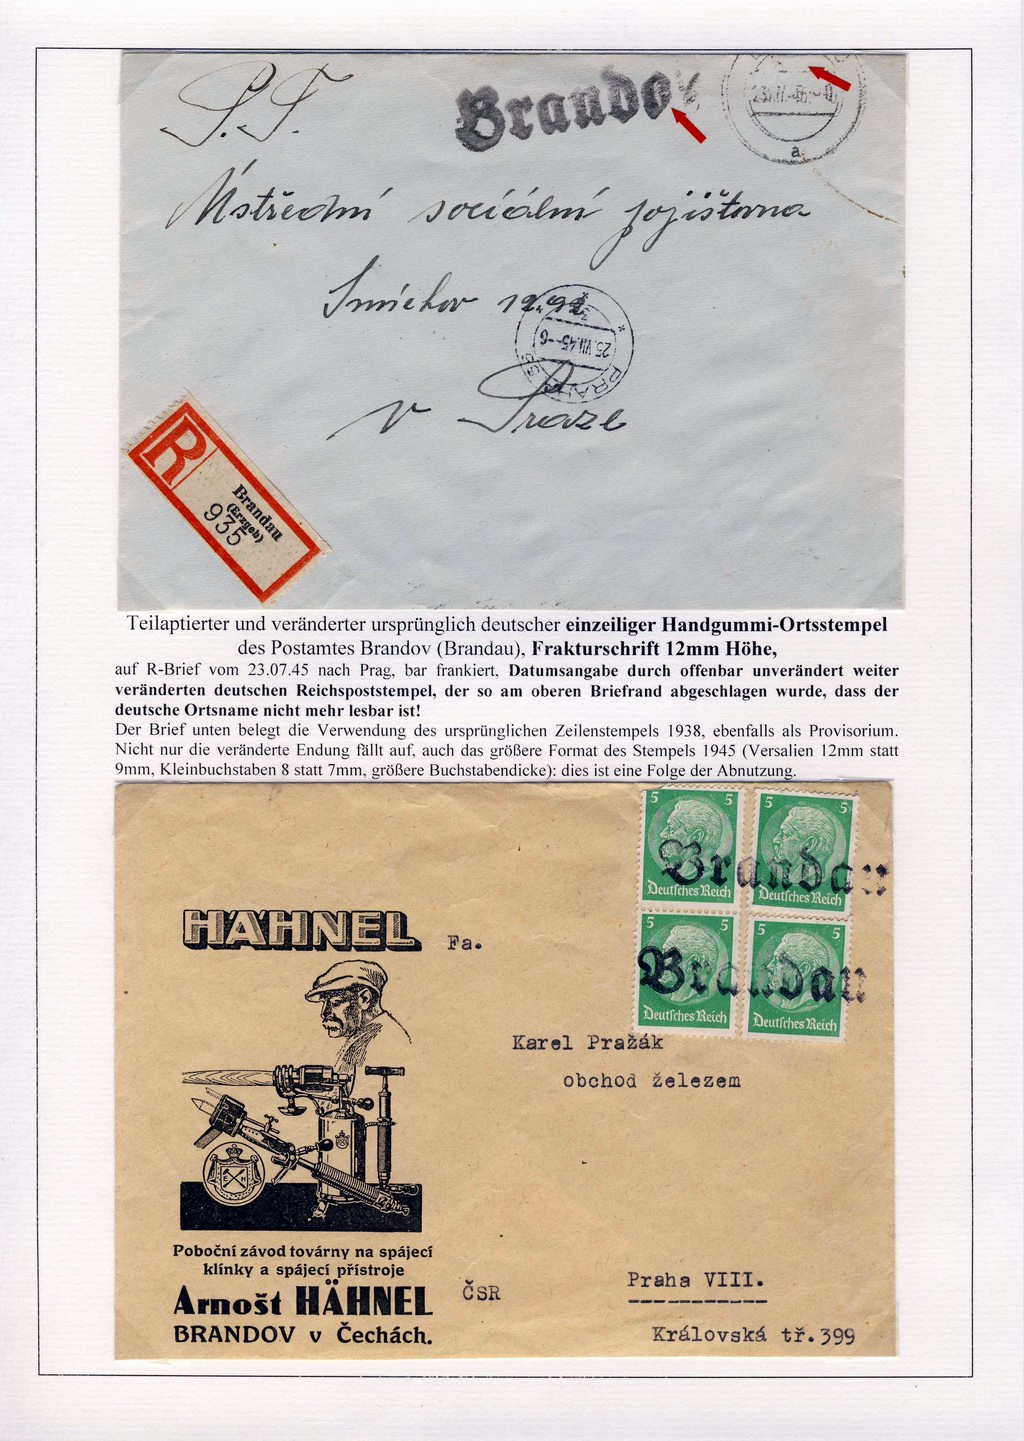 P.T.
Brandov
23.
a
Ústřední sociální pojištovna
Smíchov
25.VII.45-6
PRAHA
v Praze
R
Brandau
(Erzgeb)
935
Teilaptierter und veränderter ursprünglich deutscher einzeiliger Handgummi-Ortsstempel
des Postamtes Brandov (Brandau), Frakturschrift 12mm Höhe,
auf R-Brief vom 23.07.45 nach Prag, bar frankiert, Datumsangabe durch offenbar unverändert weiter
veränderten deutschen Reichspoststempel, der so am oberen Briefrand abgeschlagen wurde, dass der
deutsche Ortsname nicht mehr lesbar ist!
Der Brief unten belegt die Verwendung des ursprünglichen Zeilenstempels 1938, ebenfalls als Provisorium.
Nicht nur die veränderte Endung fällt auf, auch das größere Format des Stempels 1945 (Versalien 12mm statt
9mm, Kleinbuchstaben 8 statt 7mm, größere Buchstabendicke): dies ist eine Folge der Abnutzung.
5 5 5 5
Brandau
Deutsches Reich Deutsches Reich
5 5 5 5
Brandau
Deutsches Reich Deutsches Reich
HÄHNEL
Fa.
Karel Pražák
obchod železem
E H
Poboční závod továrny na spájecí
klínky a spájecí přístroje
Arnošt HÄHNEL
BRANDOV v Čechách.
ČSR
Praha VIII.
Královská tř.399